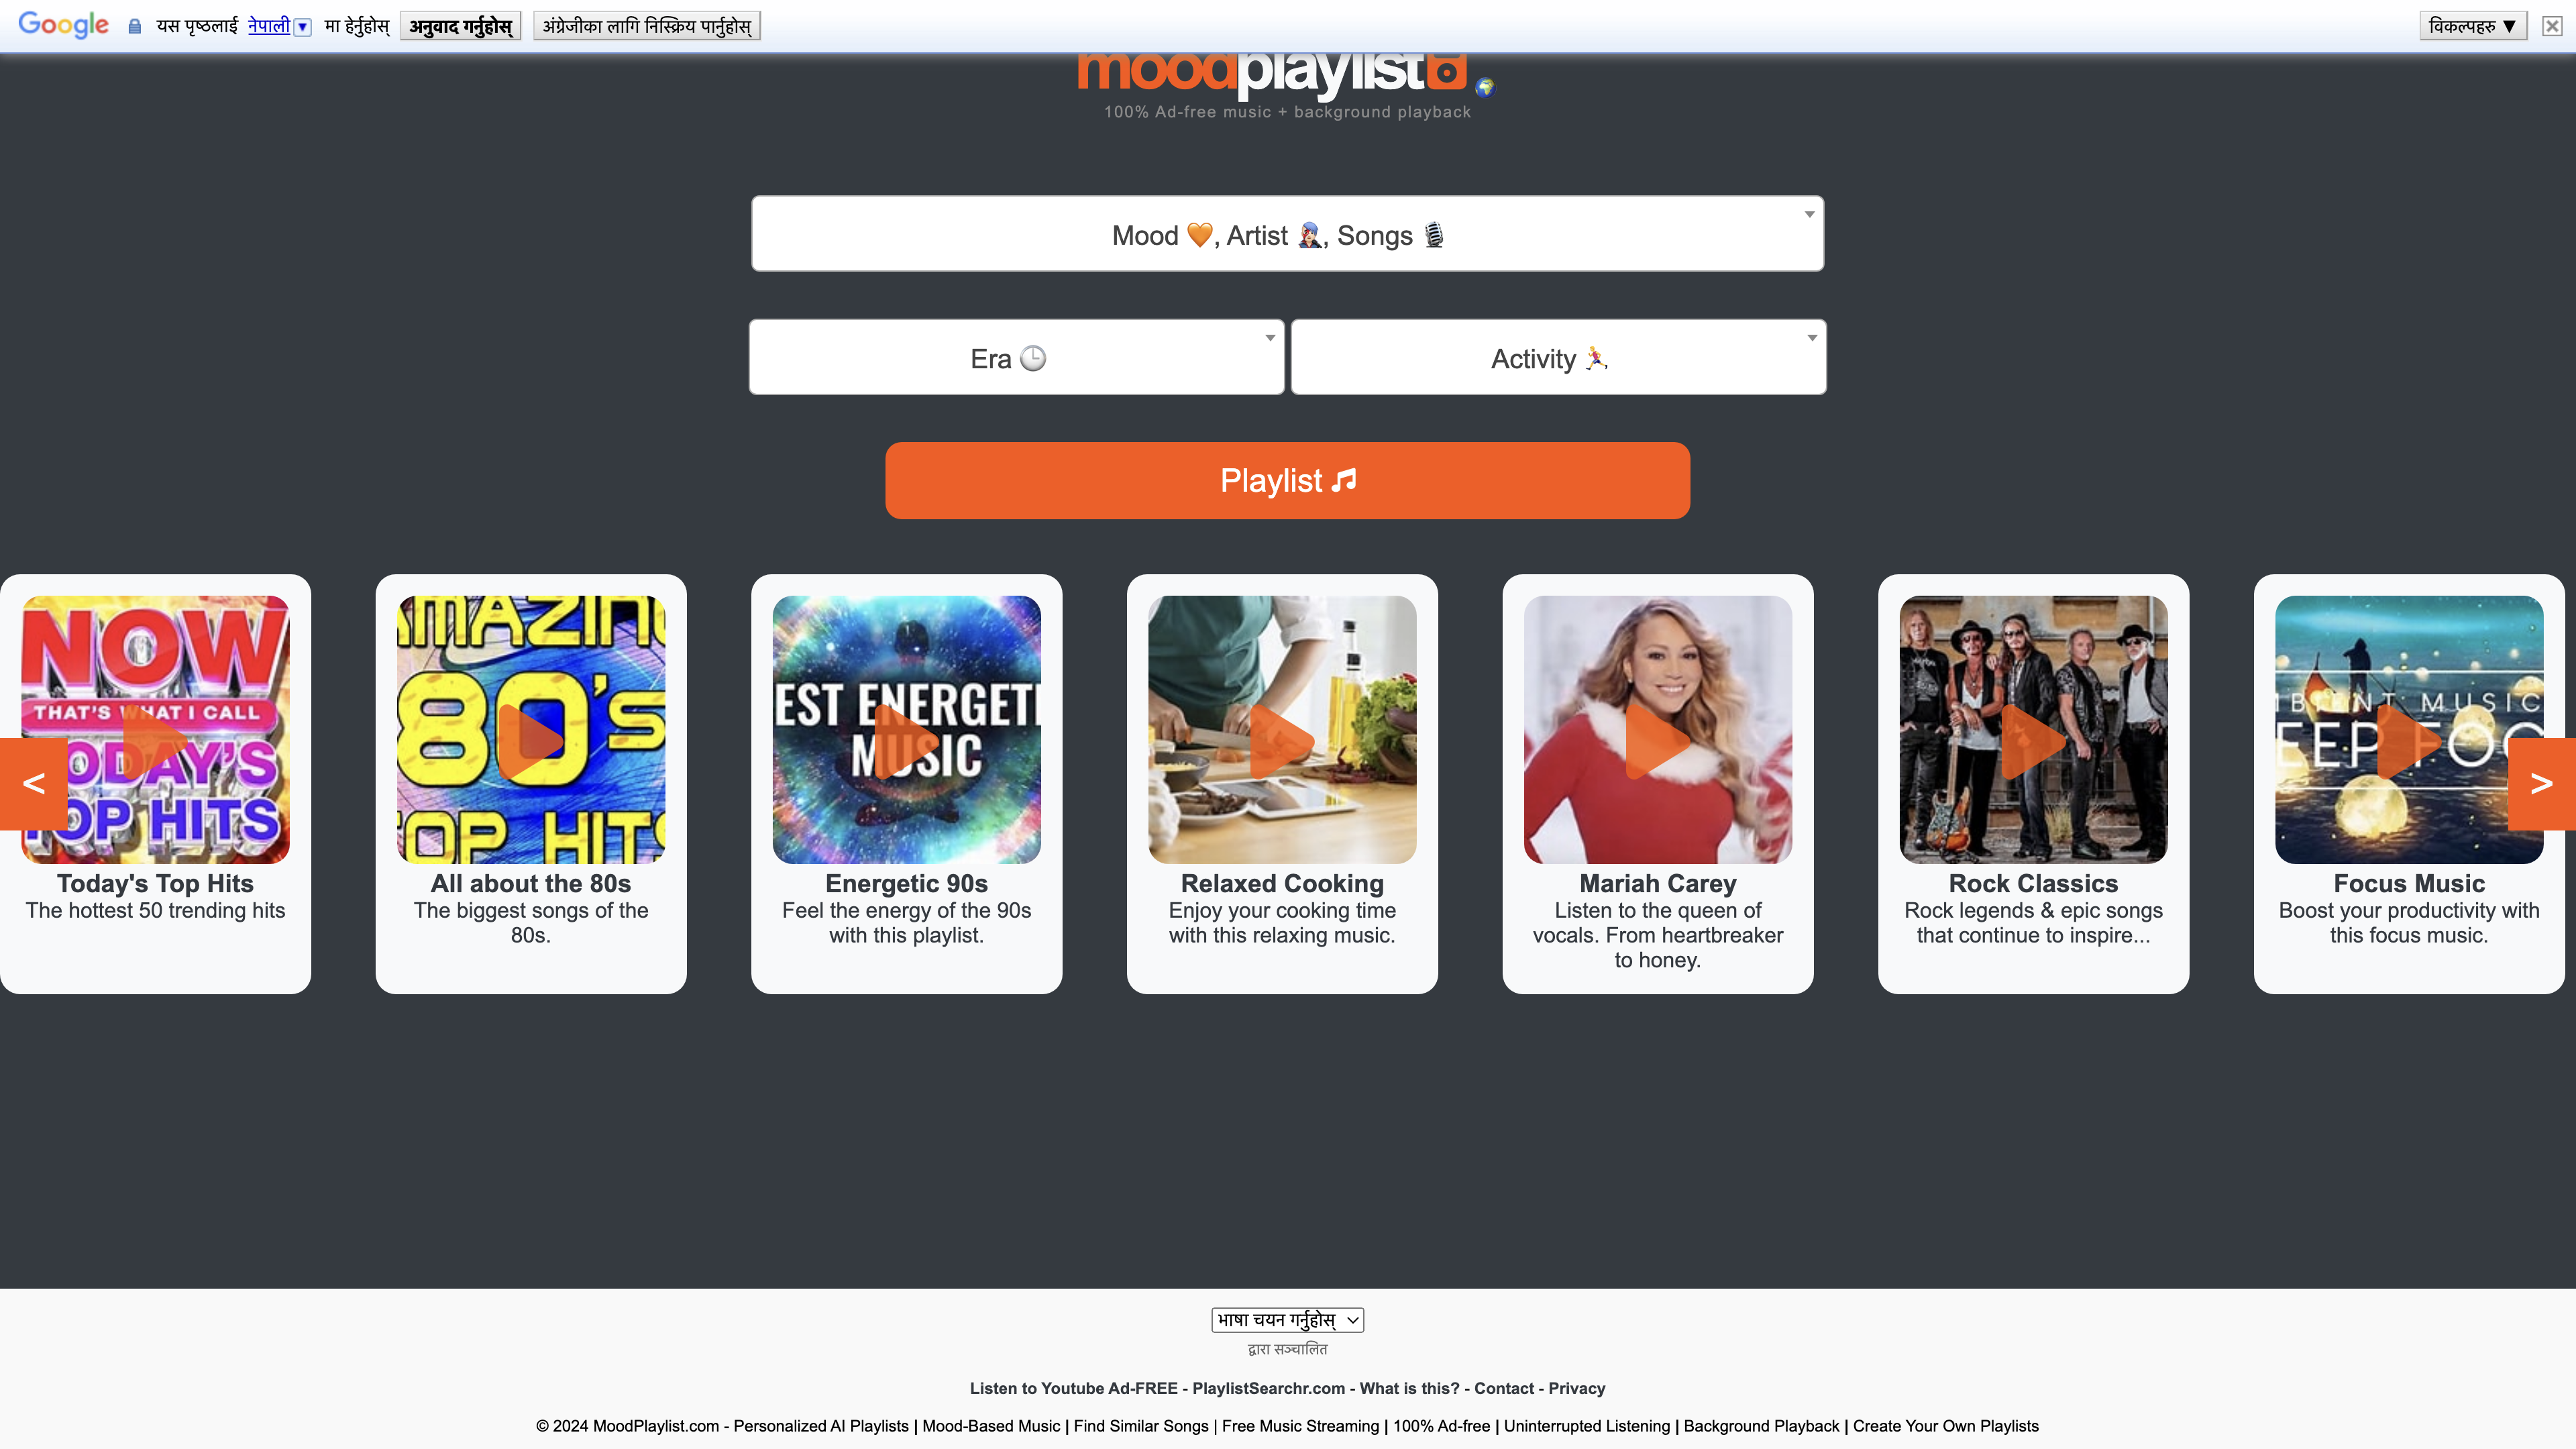 Google यस पृष्ठलाई नेपाली ▼ मा हेर्नुहोस् अनुवाद गर्नुहोस् अंग्रेजीका लागि निस्क्रिय पार्नुहोस् विकल्पहरु ▼
moodplaylist
100% Ad-free music + background playback
Mood 🧡, Artist 👩‍🎤, Songs 🎙️
Era 🕒 Activity 🏃
Playlist 🎵
NOW
THAT'S WHAT I CALL
TODAY'S
TOP HITS
AMAZING
80's
TOP HITS
EST ENERGETI
MUSIC
BIENT MUSIC
EEP FOC
< >
Today's Top Hits
The hottest 50 trending hits
All about the 80s
The biggest songs of the
80s.
Energetic 90s
Feel the energy of the 90s
with this playlist.
Relaxed Cooking
Enjoy your cooking time
with this relaxing music.
Mariah Carey
Listen to the queen of
vocals. From heartbreaker
to honey.
Rock Classics
Rock legends & epic songs
that continue to inspire...
Focus Music
Boost your productivity with
this focus music.
भाषा चयन गर्नुहोस्
द्वारा सञ्चालित
Listen to Youtube Ad-FREE - PlaylistSearchr.com - What is this? - Contact - Privacy
© 2024 MoodPlaylist.com - Personalized AI Playlists | Mood-Based Music | Find Similar Songs | Free Music Streaming | 100% Ad-free | Uninterrupted Listening | Background Playback | Create Your Own Playlists